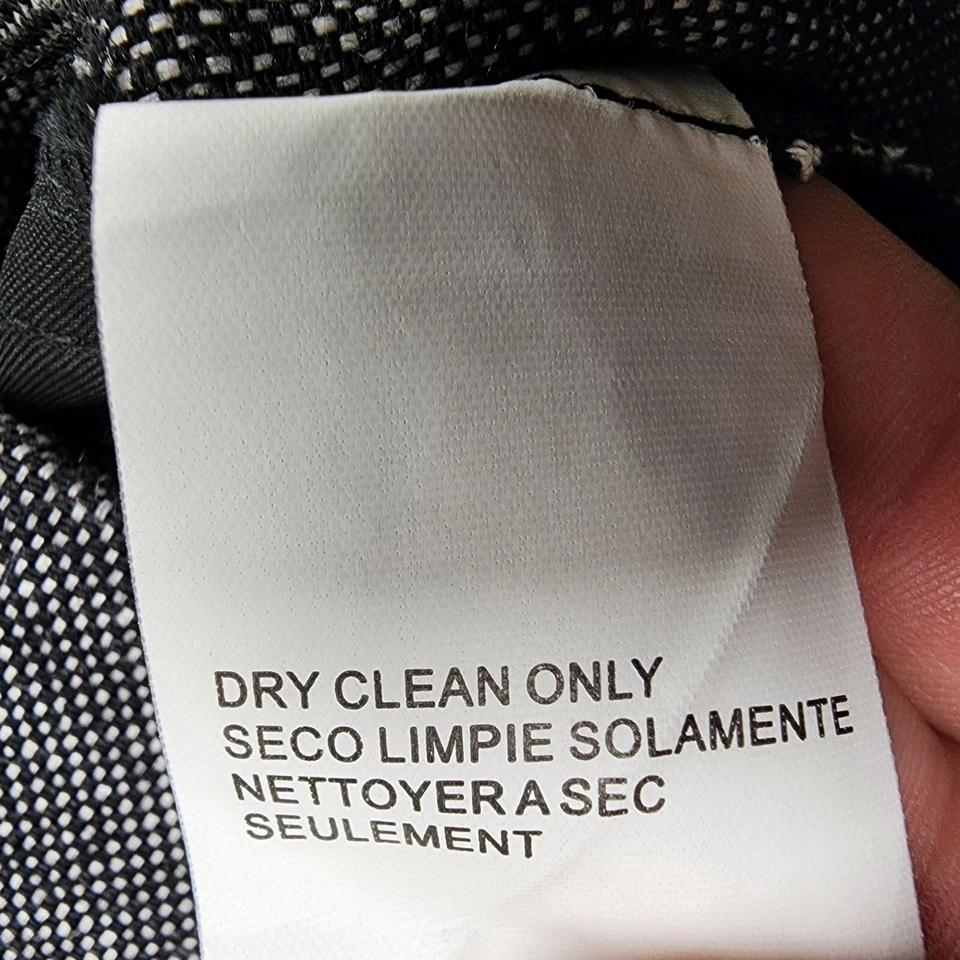 DRY CLEAN ONLY
SECO LIMPIE SOLAMENTE
NETTOYER A SEC
SEULEMENT